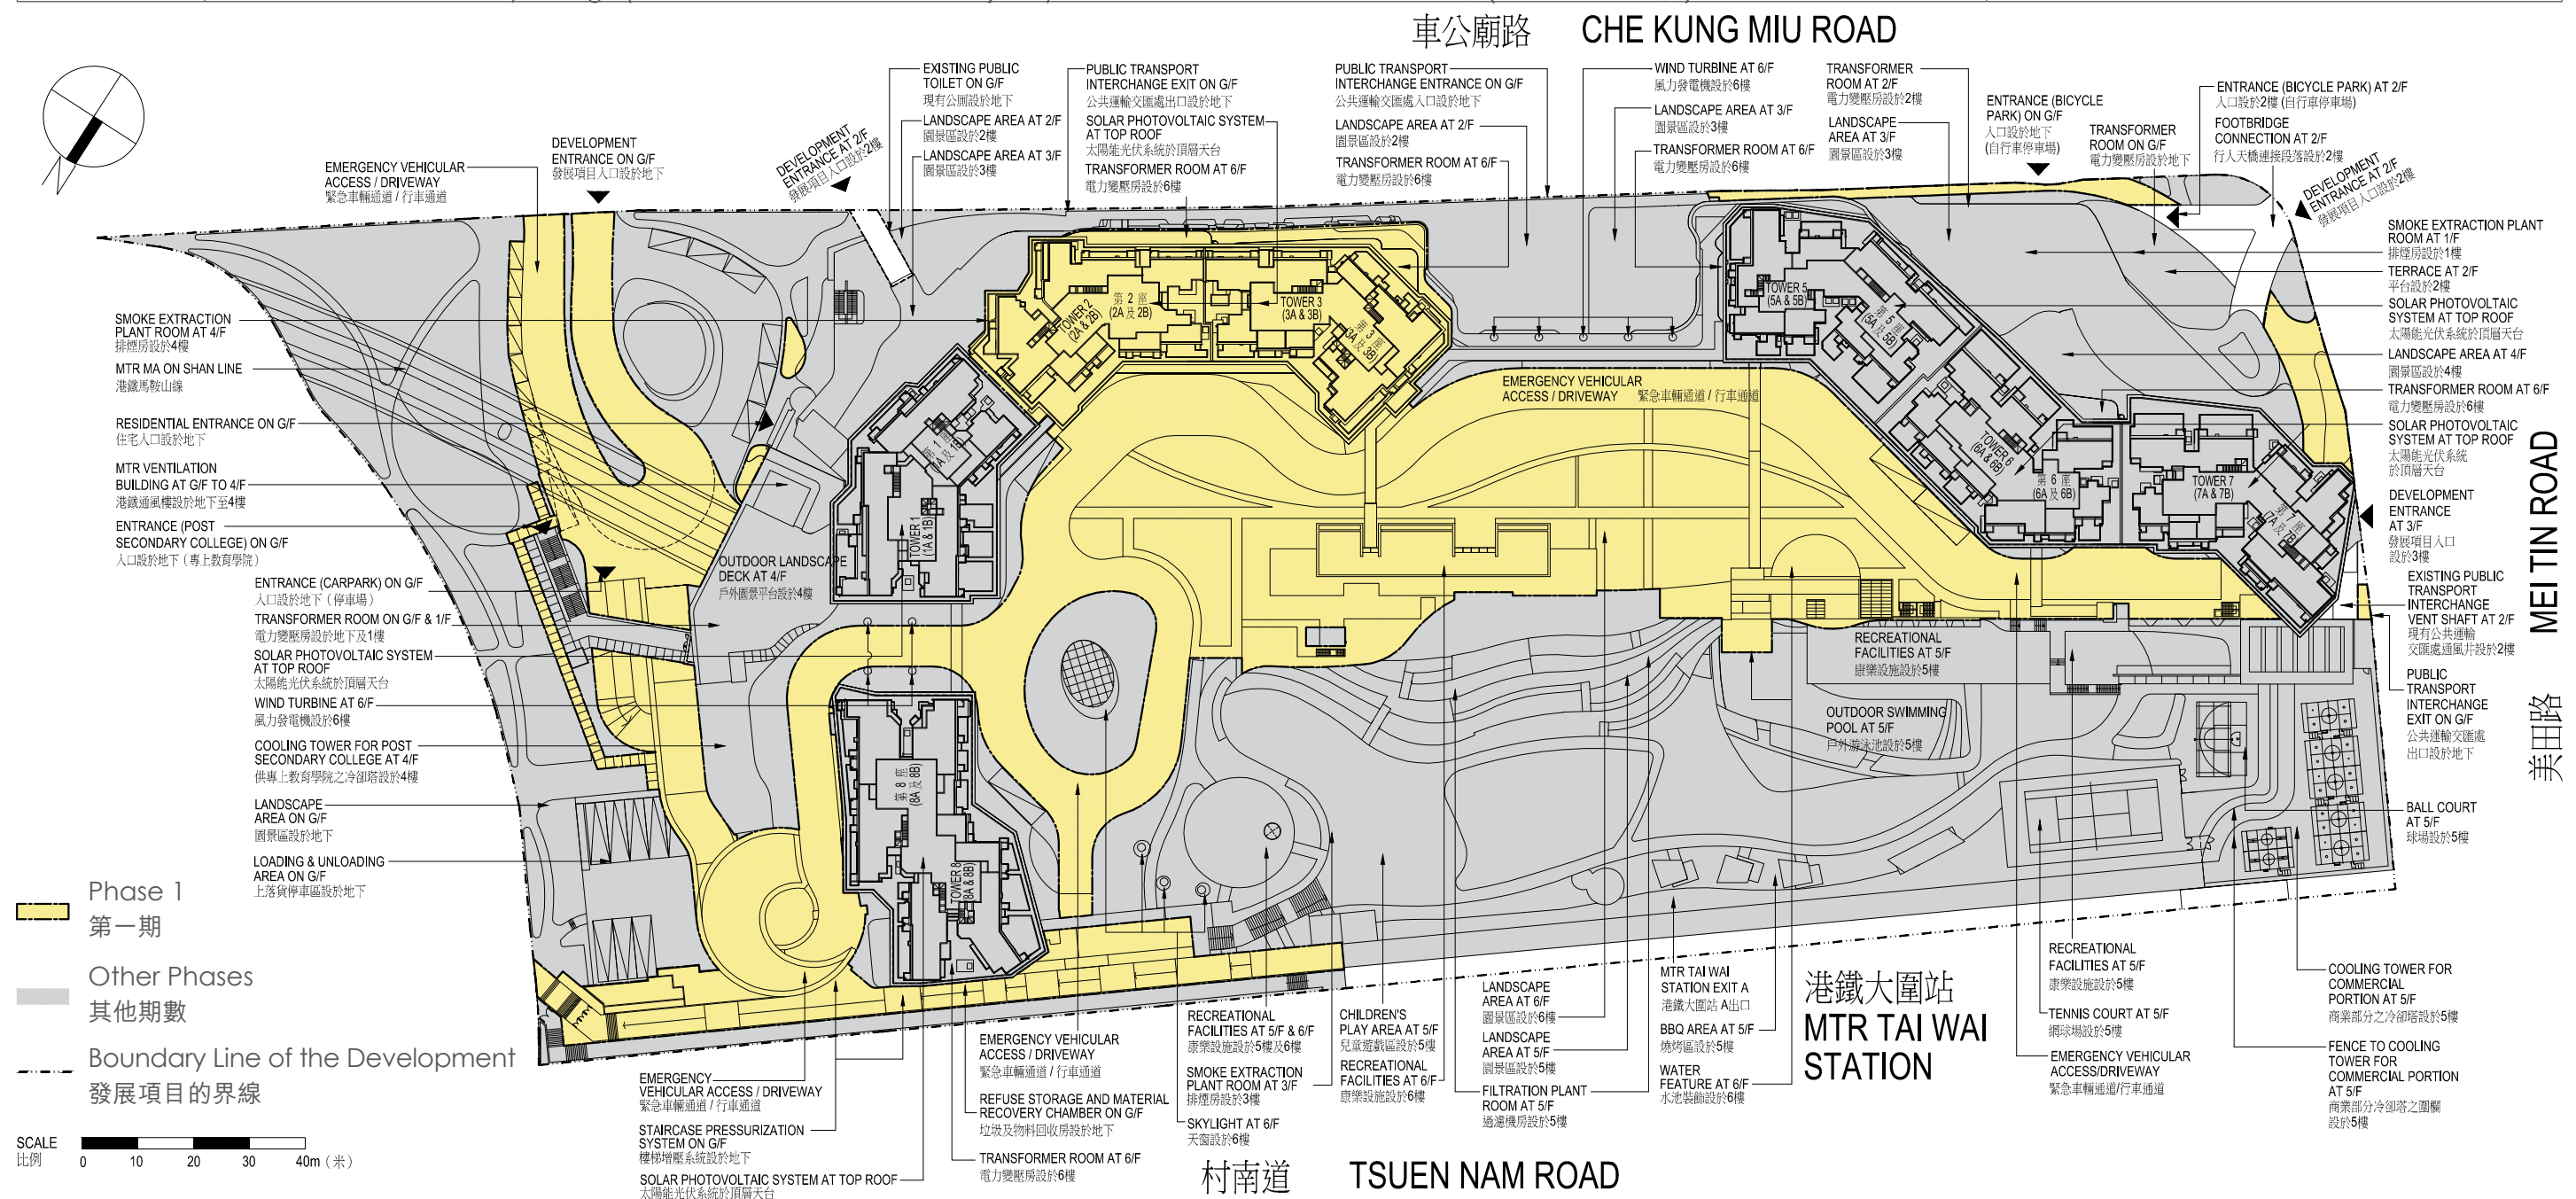 車公廟路 CHE KUNG MIU ROAD
EXISTING PUBLIC
TOILET ON G/F
現有公厠設於地下
LANDSCAPE AREA AT 2/F
園景區設於2樓
LANDSCAPE AREA AT 3/F
園景區設於3樓
PUBLIC TRANSPORT
INTERCHANGE EXIT ON G/F
公共運輸交匯處出口設於地下
SOLAR PHOTOVOLTAIC SYSTEM
AT TOP ROOF
太陽能光伏系統於頂層天台
TRANSFORMER ROOM AT 6/F
電力變壓房設於6樓
PUBLIC TRANSPORT
INTERCHANGE ENTRANCE ON G/F
公共運輸交匯處入口設於地下
LANDSCAPE AREA AT 2/F
園景區設於2樓
TRANSFORMER ROOM AT 6/F
電力變壓房設於6樓
WIND TURBINE AT 6/F
風力發電機設於6樓
LANDSCAPE AREA AT 3/F
園景區設於3樓
TRANSFORMER ROOM AT 6/F
電力變壓房設於6樓
TRANSFORMER
ROOM AT 2/F
電力變壓房設於2樓
LANDSCAPE
AREA AT 3/F
園景區設於3樓
ENTRANCE (BICYCLE
PARK) ON G/F
入口設於地下
(自行車停車場)
TRANSFORMER
ROOM ON G/F
電力變壓房設於地下
ENTRANCE (BICYCLE PARK) AT 2/F
入口設於2樓 (自行車停車場)
FOOTBRIDGE
CONNECTION AT 2/F
行人天橋連接段落設於2樓
DEVELOPMENT
ENTRANCE AT 2/F
發展項目入口設於2樓
EMERGENCY VEHICULAR
ACCESS / DRIVEWAY
緊急車輛通道 / 行車通道
DEVELOPMENT
ENTRANCE ON G/F
發展項目入口設於地下
DEVELOPMENT
ENTRANCE AT 2/F
發展項目入口設於2樓
SMOKE EXTRACTION PLANT
ROOM AT 1/F
排煙房設於1樓
TERRACE AT 2/F
平台設於2樓
SOLAR PHOTOVOLTAIC
SYSTEM AT TOP ROOF
太陽能光伏系統於頂層天台
LANDSCAPE AREA AT 4/F
園景區設於4樓
TRANSFORMER ROOM AT 6/F
電力變壓房設於6樓
SOLAR PHOTOVOLTAIC
SYSTEM AT TOP ROOF
太陽能光伏系統
於頂層天台
DEVELOPMENT
ENTRANCE
AT 3/F
發展項目入口
設於3樓
EXISTING PUBLIC
TRANSPORT
INTERCHANGE
VENT SHAFT AT 2/F
現有公共運輸
交匯處通風井設於2樓
PUBLIC
TRANSPORT
INTERCHANGE
EXIT ON G/F
公共運輸交匯處
出口設於地下
BALL COURT
AT 5/F
球場設於5樓
美田路 MEI TIN ROAD
SMOKE EXTRACTION
PLANT ROOM AT 4/F
排煙房設於4樓
MTR MA ON SHAN LINE
港鐵馬鞍山線
RESIDENTIAL ENTRANCE ON G/F
住宅入口設於地下
MTR VENTILATION
BUILDING AT G/F TO 4/F
港鐵通風樓設於地下至4樓
ENTRANCE (POST
SECONDARY COLLEGE) ON G/F
入口設於地下 (專上教育學院)
ENTRANCE (CARPARK) ON G/F
入口設於地下 (停車場)
TRANSFORMER ROOM ON G/F & 1/F
電力變壓房設於地下及1樓
SOLAR PHOTOVOLTAIC SYSTEM
AT TOP ROOF
太陽能光伏系統於頂層天台
WIND TURBINE AT 6/F
風力發電機設於6樓
COOLING TOWER FOR POST
SECONDARY COLLEGE AT 4/F
供專上教育學院之冷卻塔設於4樓
LANDSCAPE
AREA ON G/F
園景區設於地下
LOADING & UNLOADING
AREA ON G/F
上落貨停車區設於地下
TOWER 2
(2A & 2B)
第 2 座
(2A 及 2B)
TOWER 3
(3A & 3B)
第 3 座
(3A 及 3B)
TOWER 5
(5A & 5B)
第 5 座
(5A 及 5B)
TOWER 6
(6A & 6B)
第 6 座
(6A 及 6B)
TOWER 7
(7A & 7B)
第 7 座
(7A 及 7B)
第 1 座
(1A 及 1B)
TOWER 1
(1A & 1B)
第 8 座
(8A 及 8B)
TOWER 8
(8A & 8B)
EMERGENCY VEHICULAR
ACCESS / DRIVEWAY 緊急車輛通道 / 行車通道
OUTDOOR LANDSCAPE
DECK AT 4/F
戶外園景平台設於4樓
RECREATIONAL
FACILITIES AT 5/F
康樂設施設於5樓
OUTDOOR SWIMMING
POOL AT 5/F
戶外游泳池設於5樓
Phase 1
第一期
Other Phases
其他期數
Boundary Line of the Development
發展項目的界線
SCALE
比例
0 10 20 30 40m (米)
EMERGENCY
VEHICULAR ACCESS / DRIVEWAY
緊急車輛通道 / 行車通道
STAIRCASE PRESSURIZATION
SYSTEM ON G/F
樓梯增壓系統設於地下
SOLAR PHOTOVOLTAIC SYSTEM AT TOP ROOF
太陽能光伏系統於頂層天台
EMERGENCY VEHICULAR
ACCESS / DRIVEWAY
緊急車輛通道 / 行車通道
REFUSE STORAGE AND MATERIAL
RECOVERY CHAMBER ON G/F
垃圾及物料回收房設於地下
TRANSFORMER ROOM AT 6/F
電力變壓房設於6樓
RECREATIONAL
FACILITIES AT 5/F & 6/F
康樂設施設於5樓及6樓
SMOKE EXTRACTION
PLANT ROOM AT 3/F
排煙房設於3樓
SKYLIGHT AT 6/F
天窗設於6樓
CHILDREN'S
PLAY AREA AT 5/F
兒童遊戲區設於5樓
RECREATIONAL
FACILITIES AT 6/F
康樂設施設於6樓
LANDSCAPE
AREA AT 6/F
園景區設於6樓
LANDSCAPE
AREA AT 5/F
園景區設於5樓
FILTRATION PLANT
ROOM AT 5/F
過濾機房設於5樓
MTR TAI WAI
STATION EXIT A
港鐵大圍站 A出口
BBQ AREA AT 5/F
燒烤區設於5樓
WATER
FEATURE AT 6/F
水池裝飾設於6樓
港鐵大圍站
MTR TAI WAI
STATION
RECREATIONAL
FACILITIES AT 5/F
康樂設施設於5樓
TENNIS COURT AT 5/F
網球場設於5樓
EMERGENCY VEHICULAR
ACCESS/DRIVEWAY
緊急車輛通道/行車通道
COOLING TOWER FOR
COMMERCIAL
PORTION AT 5/F
商業部分之冷卻塔設於5樓
FENCE TO COOLING
TOWER FOR
COMMERCIAL PORTION
AT 5/F
商業部分冷卻塔之圍欄
設於5樓
村南道 TSUEN NAM ROAD